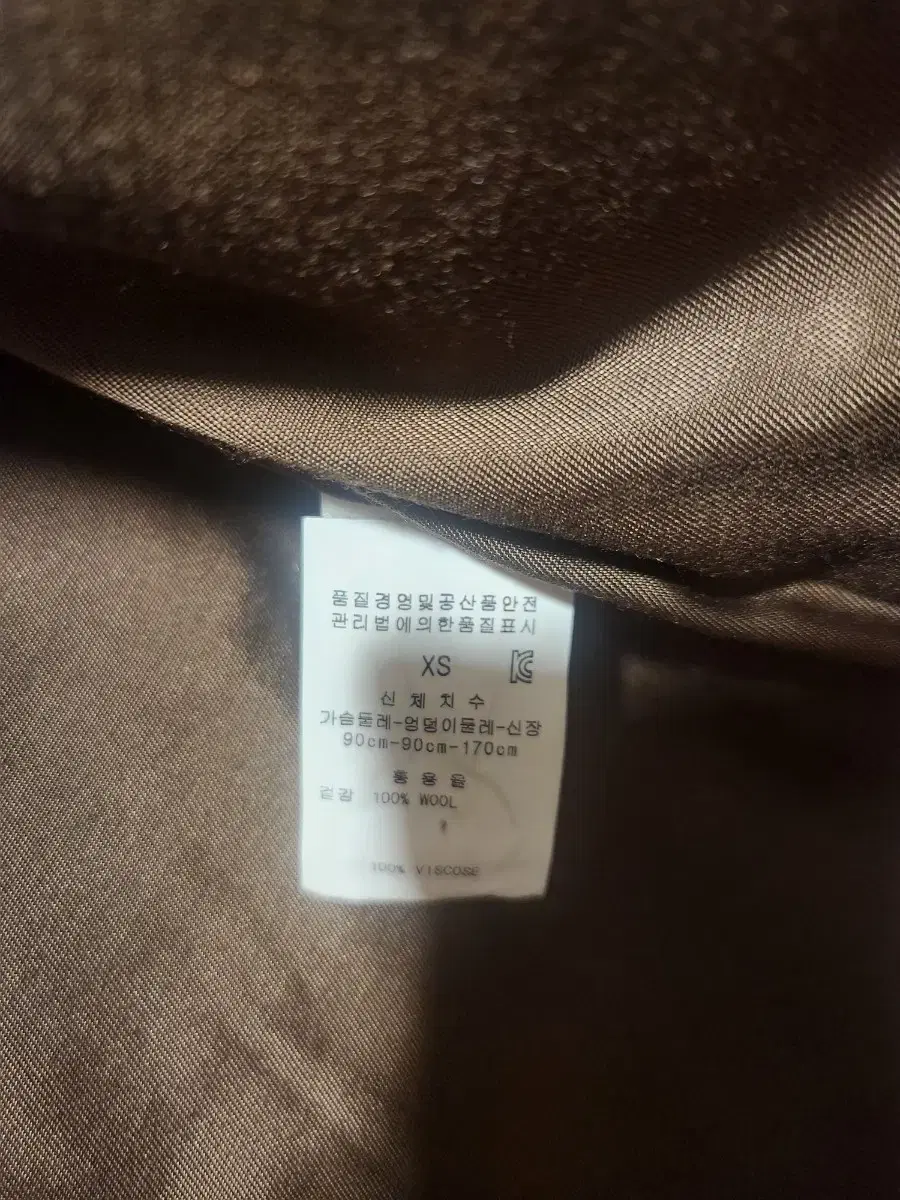 품질경영및공산품안전
관리법에의한품질표시
XS KC
신 체 치 수
가슴둘레-엉덩이둘레-신장
90cm-90cm-170cm
혼 용 율
겉감 100% WOOL
100% VISCOSE